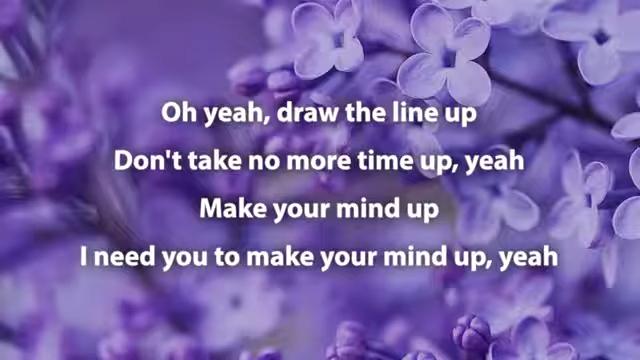 Oh yeah, draw the line up
Don't take no more time up, yeah
Make your mind up
I need you to make your mind up, yeah